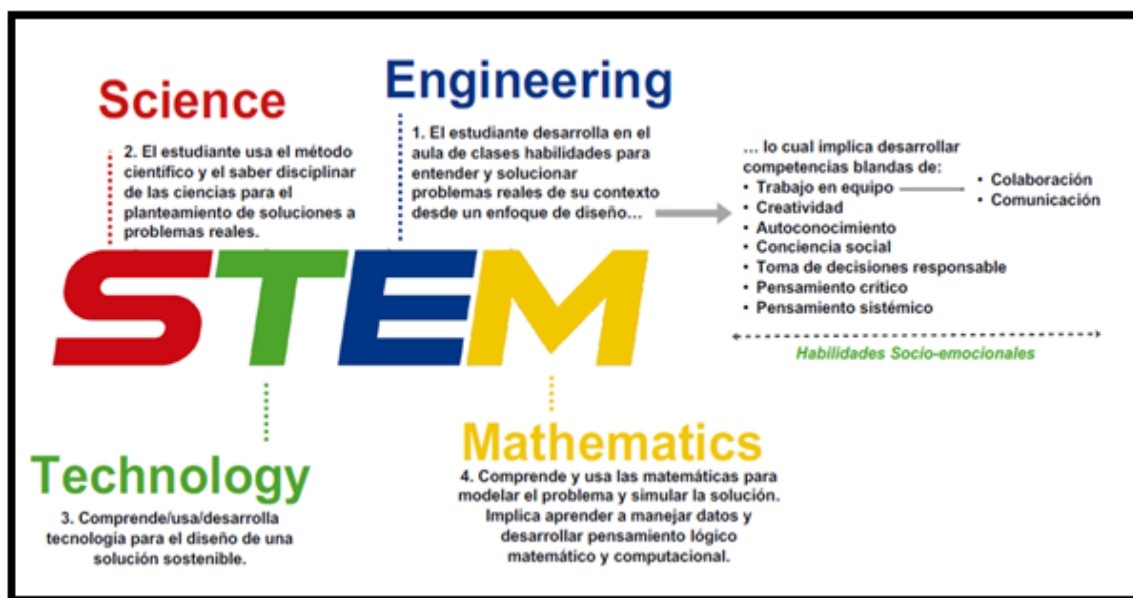 Science
2. El estudiante usa el método
científico y el saber disciplinar
de las ciencias para el
planteamiento de soluciones a
problemas reales.
Engineering
1. El estudiante desarrolla en el
aula de clases habilidades para
entender y solucionar
problemas reales de su contexto
desde un enfoque de diseño...
... lo cual implica desarrollar
competencias blandas de:
• Trabajo en equipo
• Colaboración
• Comunicación
• Creatividad
• Autoconocimiento
• Conciencia social
• Toma de decisiones responsable
• Pensamiento crítico
• Pensamiento sistémico
Habilidades Socio-emocionales
STEM
Technology
3. Comprende/usa/desarrolla
tecnología para el diseño de una
solución sostenible.
Mathematics
4. Comprende y usa las matemáticas para
modelar el problema y simular la solución.
Implica aprender a manejar datos y
desarrollar pensamiento lógico
matemático y computacional.